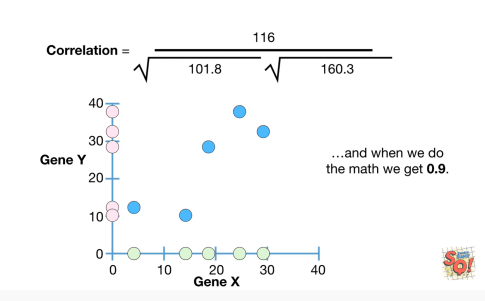 116
Correlation =
101.8
160.3
40
30
Gene Y
20
10
0
0
10
20
30
40
Gene X
…and when we do
the math we get 0.9.
SO!